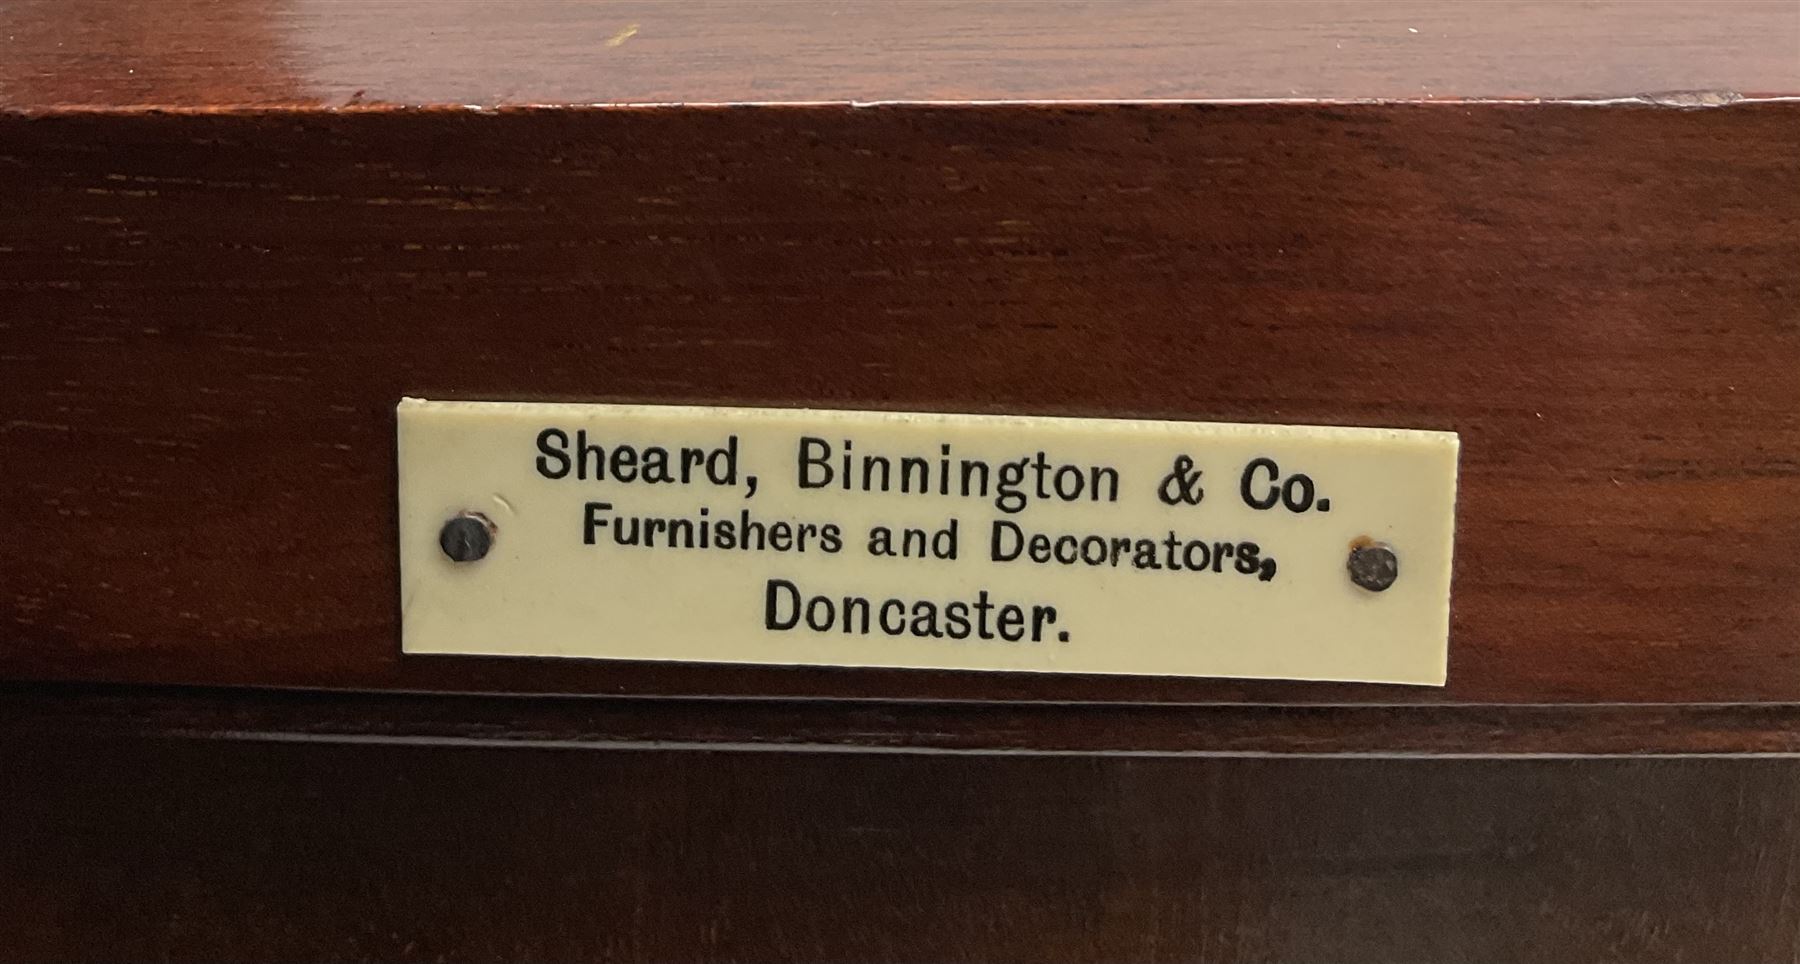 Sheard, Binnington & Co.
Furnishers and Decorators,
Doncaster.